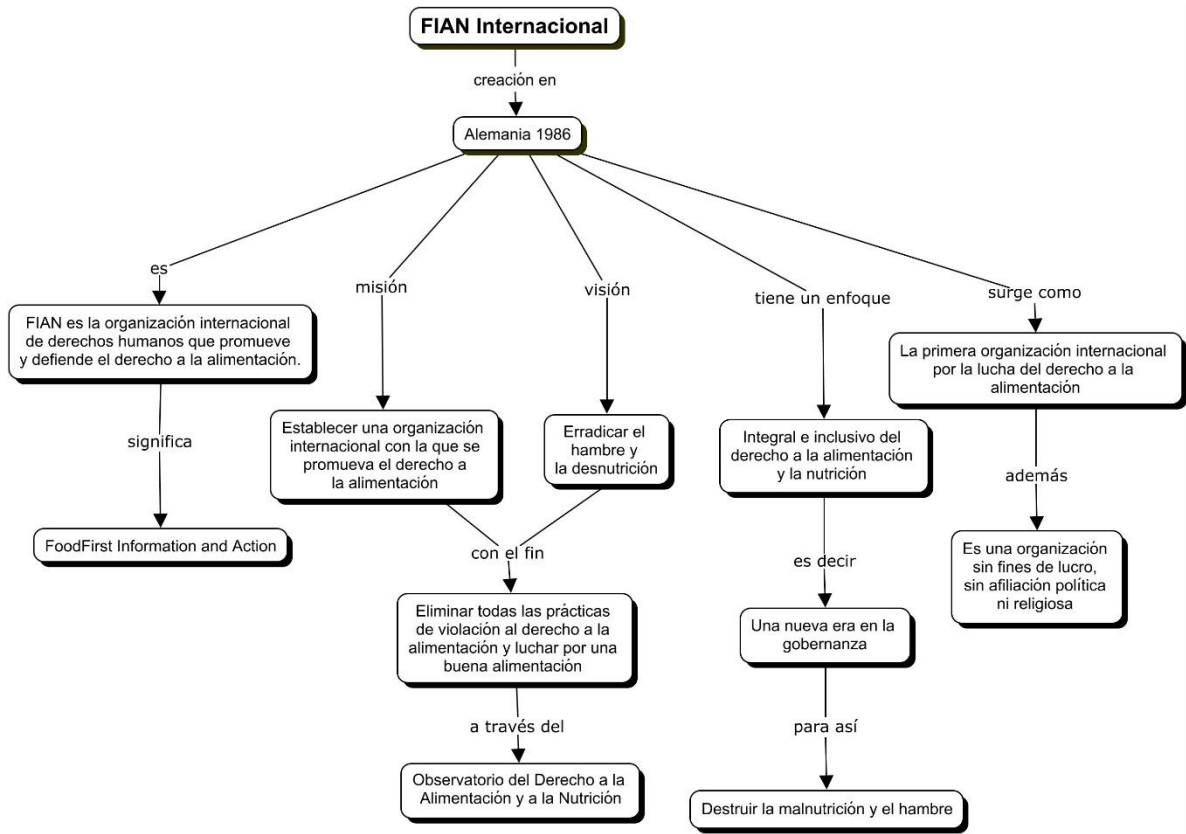 FIAN Internacional
creación en
Alemania 1986
es
misión
visión
tiene un enfoque
surge como
FIAN es la organización internacional
de derechos humanos que promueve
y defiende el derecho a la alimentación.
La primera organización internacional
por la lucha del derecho a la
alimentación
significa
Establecer una organización
internacional con la que se
promueva el derecho a
la alimentación
Erradicar el
hambre y
la desnutrición
Integral e inclusivo del
derecho a la alimentación
y la nutrición
además
FoodFirst Information and Action
con el fin
es decir
Es una organización
sin fines de lucro,
sin afiliación política
ni religiosa
Eliminar todas las prácticas
de violación al derecho a la
alimentación y luchar por una
buena alimentación
Una nueva era en la
gobernanza
a través del
para así
Observatorio del Derecho a la
Alimentación y a la Nutrición
Destruir la malnutrición y el hambre